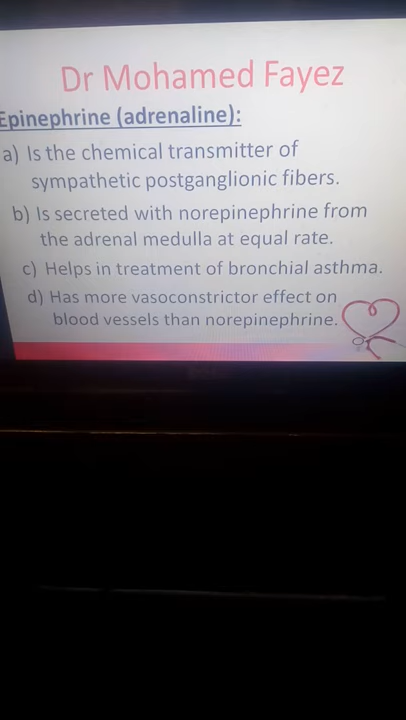 Dr Mohamed Fayez
Epinephrine (adrenaline):
a) Is the chemical transmitter of
sympathetic postganglionic fibers.
b) Is secreted with norepinephrine from
the adrenal medulla at equal rate.
c) Helps in treatment of bronchial asthma.
d) Has more vasoconstrictor effect on
blood vessels than norepinephrine.